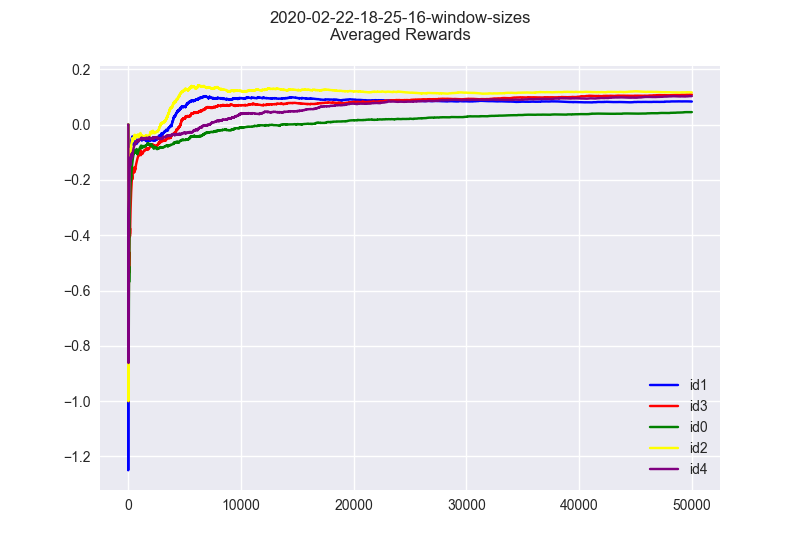 2020-02-22-18-25-16-window-sizes
Averaged Rewards
0.2
0.0
−0.2
−0.4
−0.6
−0.8
−1.0
−1.2
0
10000
20000
30000
40000
50000
id1
id3
id0
id2
id4